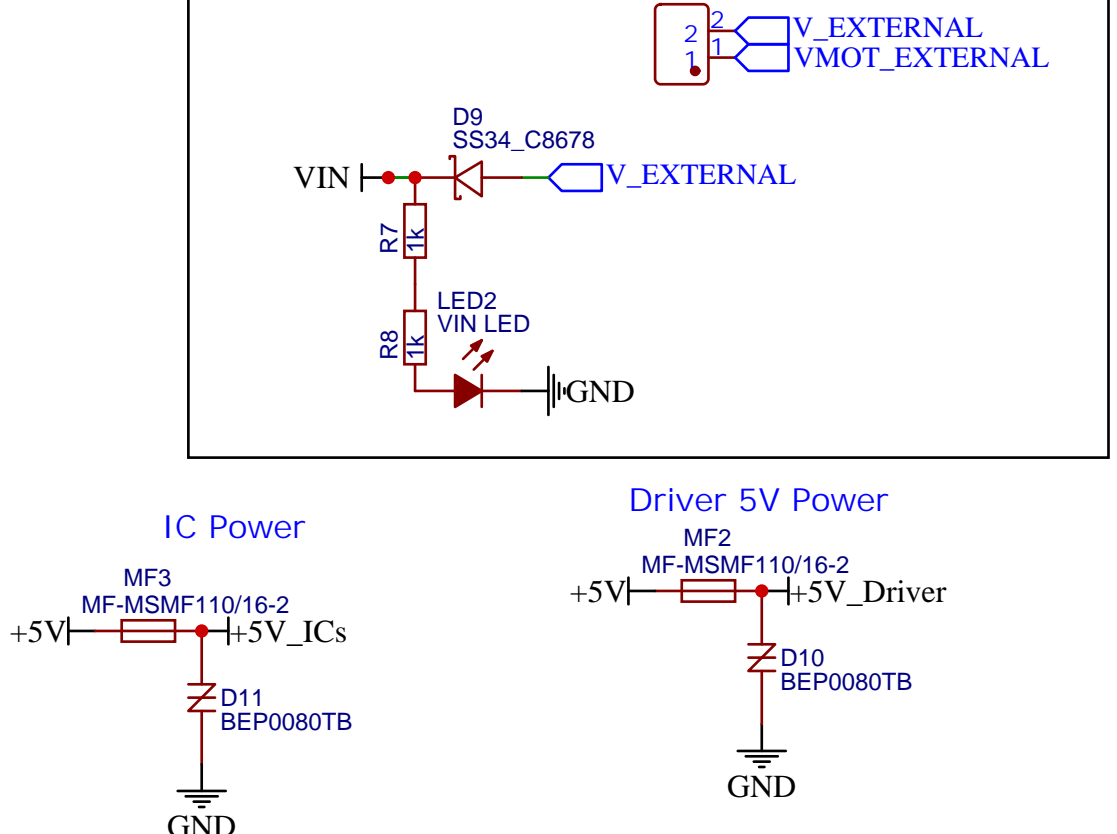 2
2
V_EXTERNAL
1
1
VMOT_EXTERNAL
D9
SS34_C8678
VIN
V_EXTERNAL
R7
1k
LED2
VIN LED
R8
1k
GND
Driver 5V Power
IC Power
MF2
MF-MSMF110/16-2
+5V
+5V_Driver
MF3
MF-MSMF110/16-2
+5V
+5V_ICs
D10
BEP0080TB
D11
BEP0080TB
GND
GND